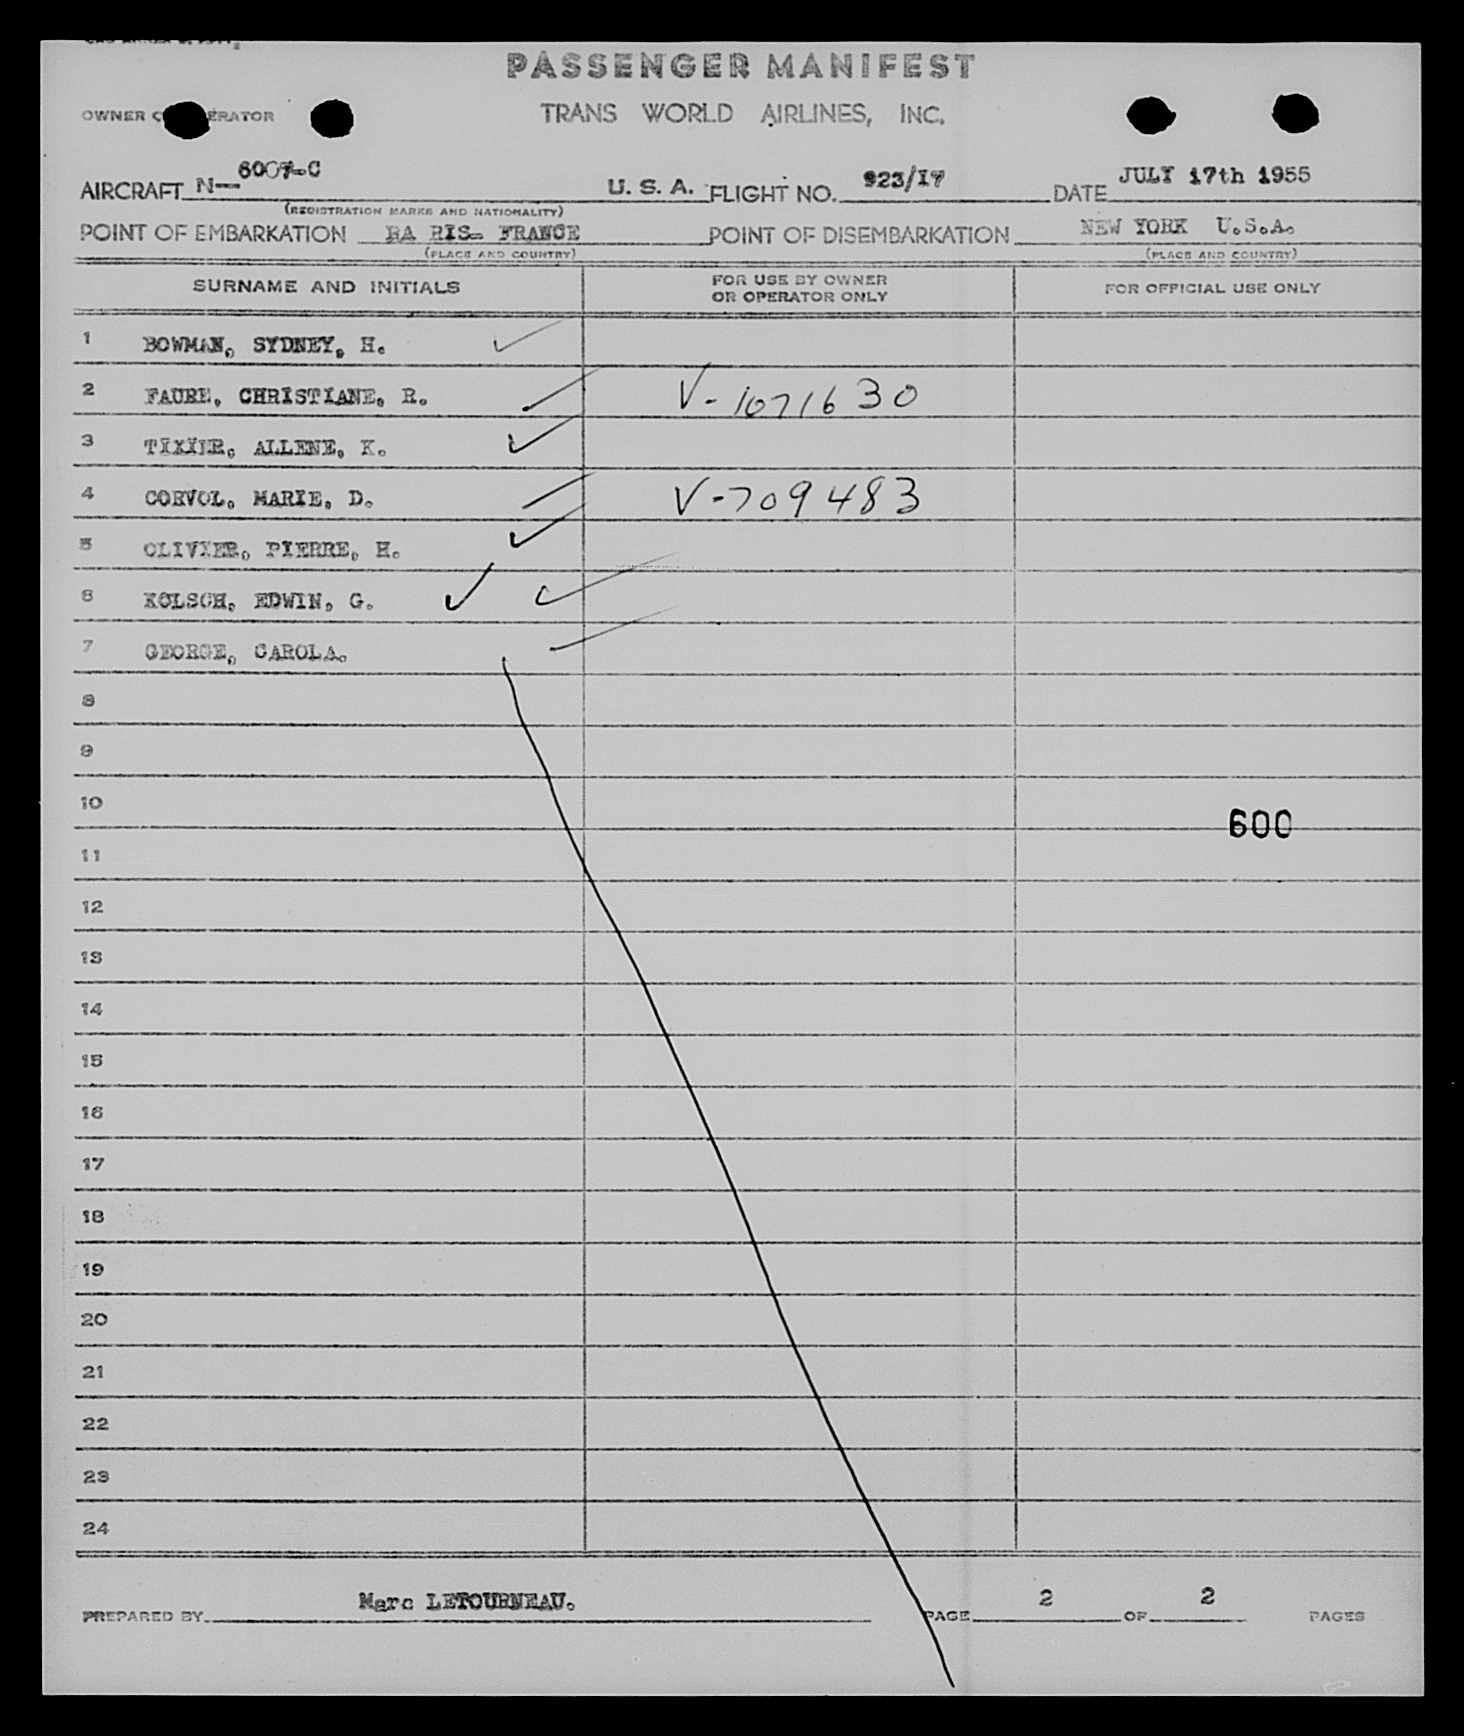 PASSENGER MANIFEST
OWNER O ERATOR
TRANS WORLD AIRLINES, INC.
AIRCRAFT N- 6007-C U. S. A. FLIGHT NO. 923/17 DATE JULY 17th 1955
(REGISTRATION MARKS AND NATIONALITY)
POINT OF EMBARKATION PA RIS- FRANCE POINT OF DISEMBARKATION NEW YORK U.S.A.
(PLACE AND COUNTRY) (PLACE AND COUNTRY)
SURNAME AND INITIALS FOR USE BY OWNER OR OPERATOR ONLY FOR OFFICIAL USE ONLY
1 BOWMAN, SYDNEY, H.
2 FAURE, CHRISTIANE, R. V-1071630
3 TIXIER, ALLENE, K.
4 CORVOL, MARIE, D. V-709483
5 OLIVIER, PIERRE, H.
6 KOLSCH, EDWIN, G.
7 GEORGE, CAROLA.
8
9
10
600
11
12
13
14
15
16
17
18
19
20
21
22
23
24
PREPARED BY Marc LETOURNEAU. PAGE 2 OF 2 PAGES